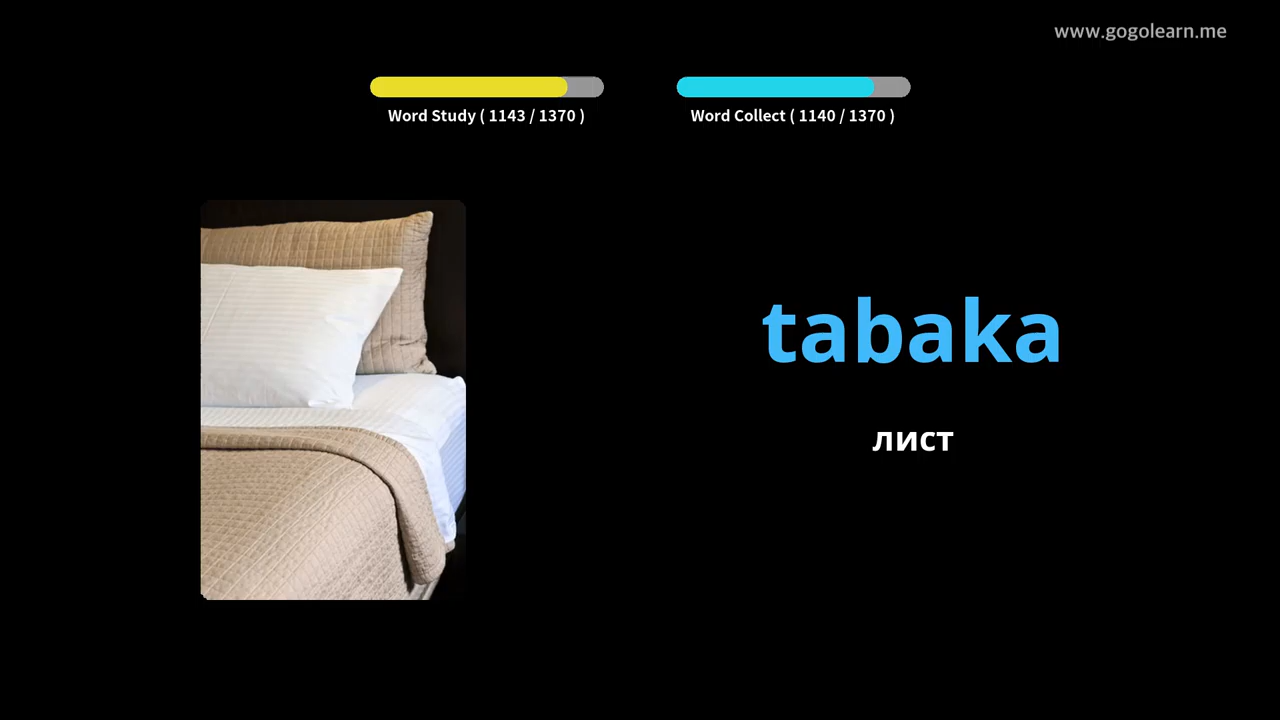 www.gogolearn.me
Word Study ( 1143 / 1370 )
Word Collect ( 1140 / 1370 )
tabaka
лист